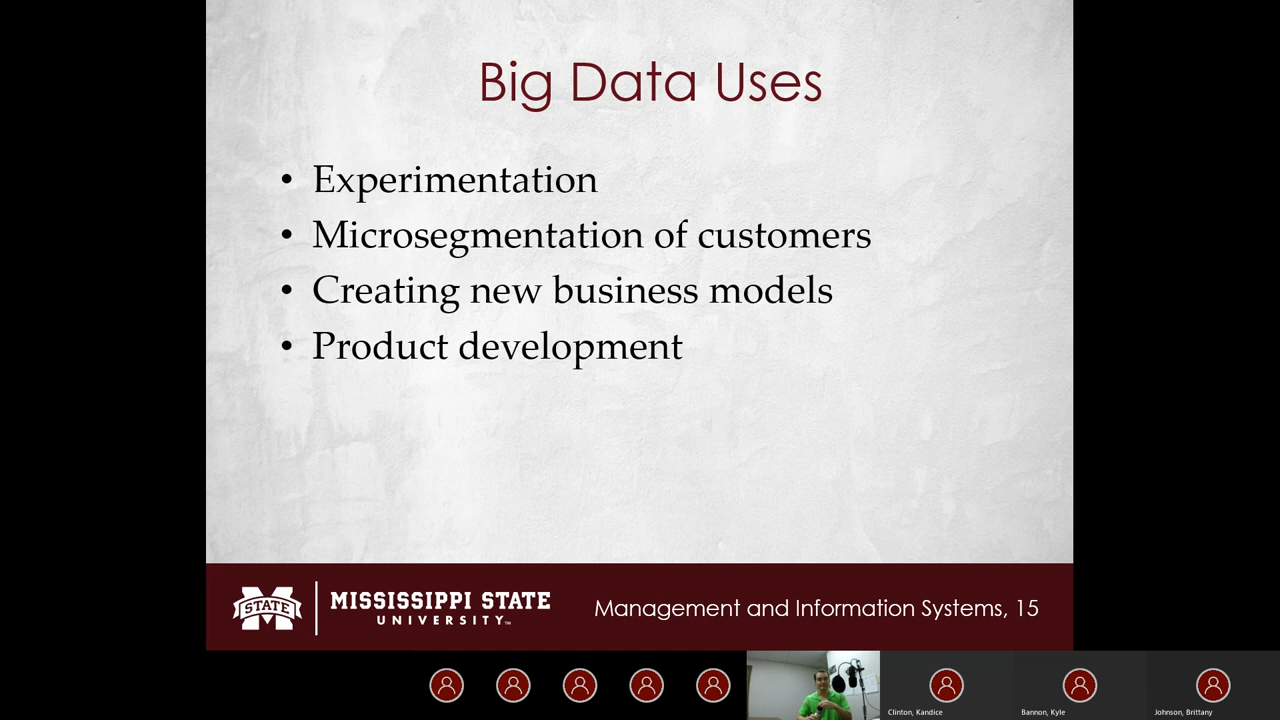 Big Data Uses
• Experimentation
• Microsegmentation of customers
• Creating new business models
• Product development
STATE
MISSISSIPPI STATE
UNIVERSITY™
Management and Information Systems, 15
Clinton, Kandice
Bannon, Kyle
Johnson, Brittany